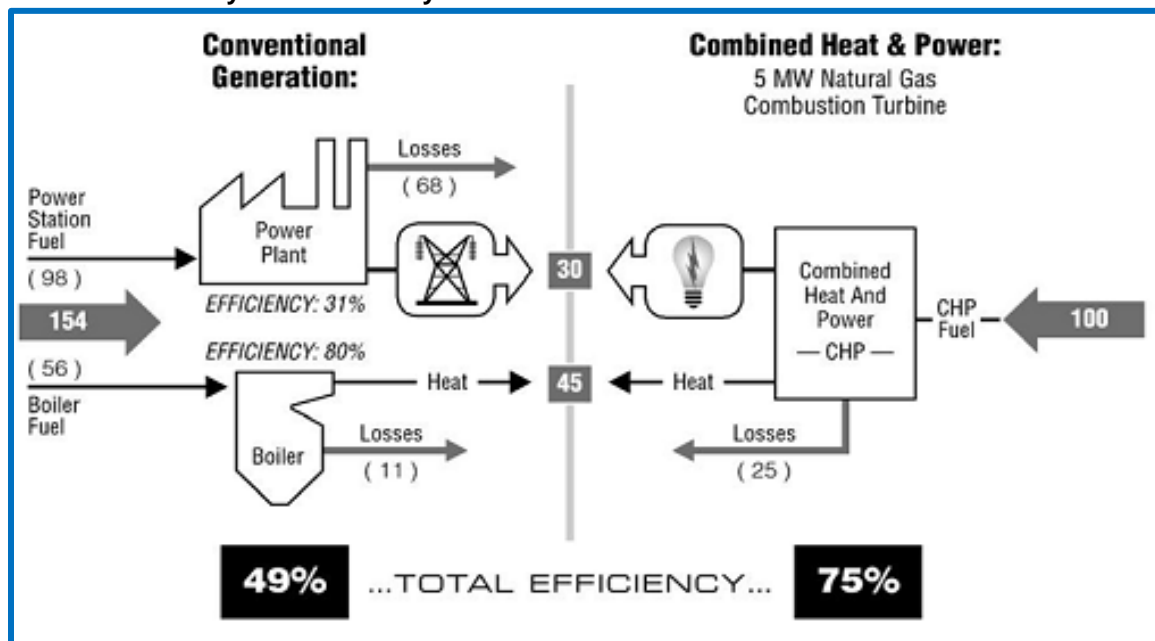 Conventional
Generation:
Combined Heat & Power:
5 MW Natural Gas
Combustion Turbine
Losses
( 68 )
Power
Station
Fuel
( 98 )
Power
Plant
EFFICIENCY: 31%
30
154
EFFICIENCY: 80%
( 56 )
Boiler
Fuel
Heat
45
Boiler
Losses
( 11 )
Combined
Heat And
Power
— CHP —
CHP
Fuel
100
Heat
Losses
( 25 )
49%
...TOTAL EFFICIENCY...
75%